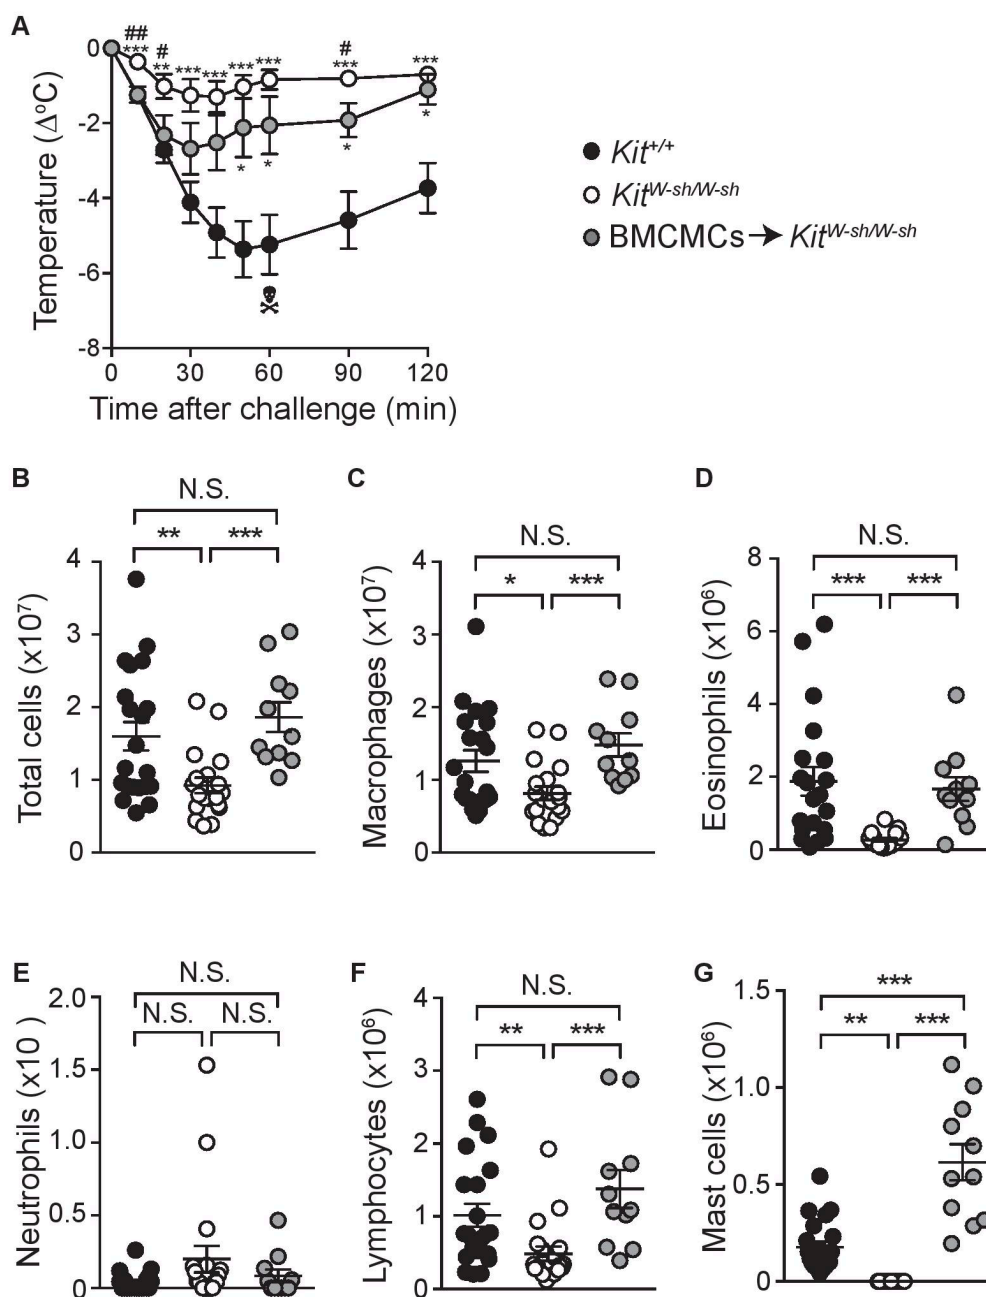 A
Temperature (Δ°C)
0
-2
-4
-6
-8
##
***
#
**
***
***
***
***
#
***
***
*
*
*
*
0 30 60 90 120
Time after challenge (min)
Kit+/+
KitW-sh/W-sh
BMCMCs → KitW-sh/W-sh
B
N.S.
** ***
Total cells (x10⁷)
4
3
2
1
0
C
N.S.
* ***
Macrophages (x10⁷)
4
3
2
1
0
D
N.S.
*** ***
Eosinophils (x10⁶)
8
6
4
2
0
E
N.S.
N.S. N.S.
Neutrophils (x10 )
2.0
1.5
1.0
0.5
0
F
N.S.
** ***
Lymphocytes (x10⁶)
4
3
2
1
0
G
***
** ***
Mast cells (x10⁶)
1.5
1.0
0.5
0